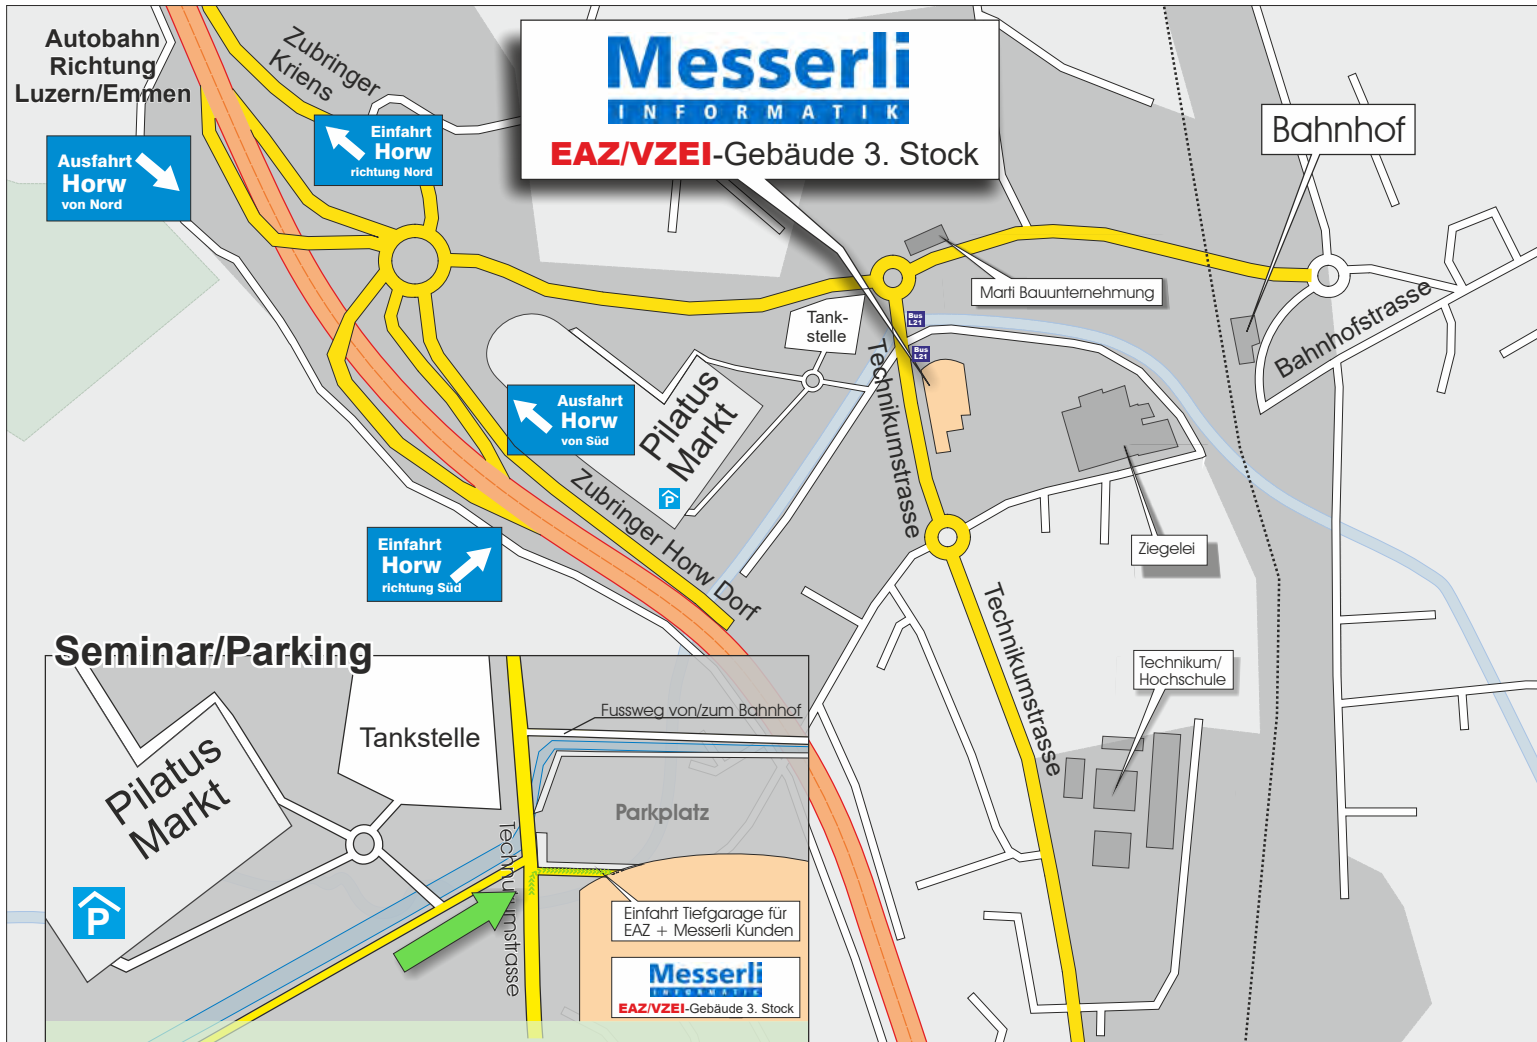 Autobahn
Richtung
Luzern/Emmen
Zubringer
Kriens
Messerli
INFORMATIK
EAZ/VZEI-Gebäude 3. Stock
Bahnhof
Einfahrt
Horw
richtung Nord
Ausfahrt
Horw
von Nord
Marti Bauunternehmung
Tank-
stelle
Bus
L21
Bus
L21
Bahnhofstrasse
Technikumstrasse
Pilatus
Markt
P
Ausfahrt
Horw
von Süd
Zubringer Horw Dorf
Einfahrt
Horw
richtung Süd
Ziegelei
Technikumstrasse
Technikum/
Hochschule
Seminar/Parking
Fussweg von/zum Bahnhof
Tankstelle
Pilatus
Markt
P
Parkplatz
Technikumstrasse
Einfahrt Tiefgarage für
EAZ + Messerli Kunden
Messerli
INFORMATIK
EAZ/VZEI-Gebäude 3. Stock